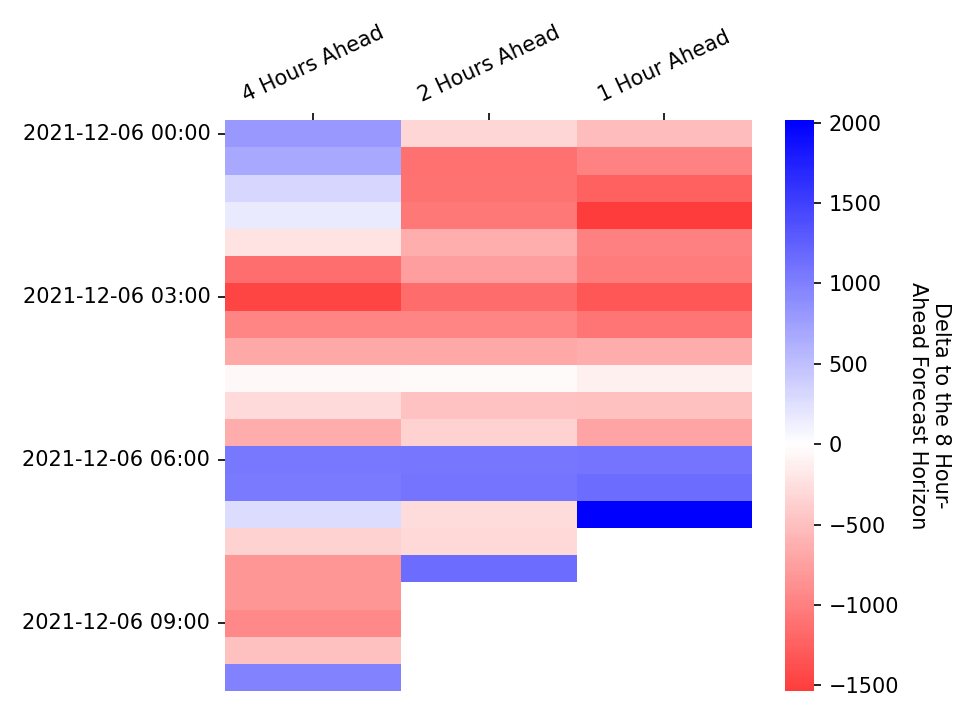 4 Hours Ahead
2 Hours Ahead
1 Hour Ahead
2021-12-06 00:00
2021-12-06 03:00
2021-12-06 06:00
2021-12-06 09:00
2000
1500
1000
500
0
−500
−1000
−1500
Delta to the 8 Hour-
Ahead Forecast Horizon